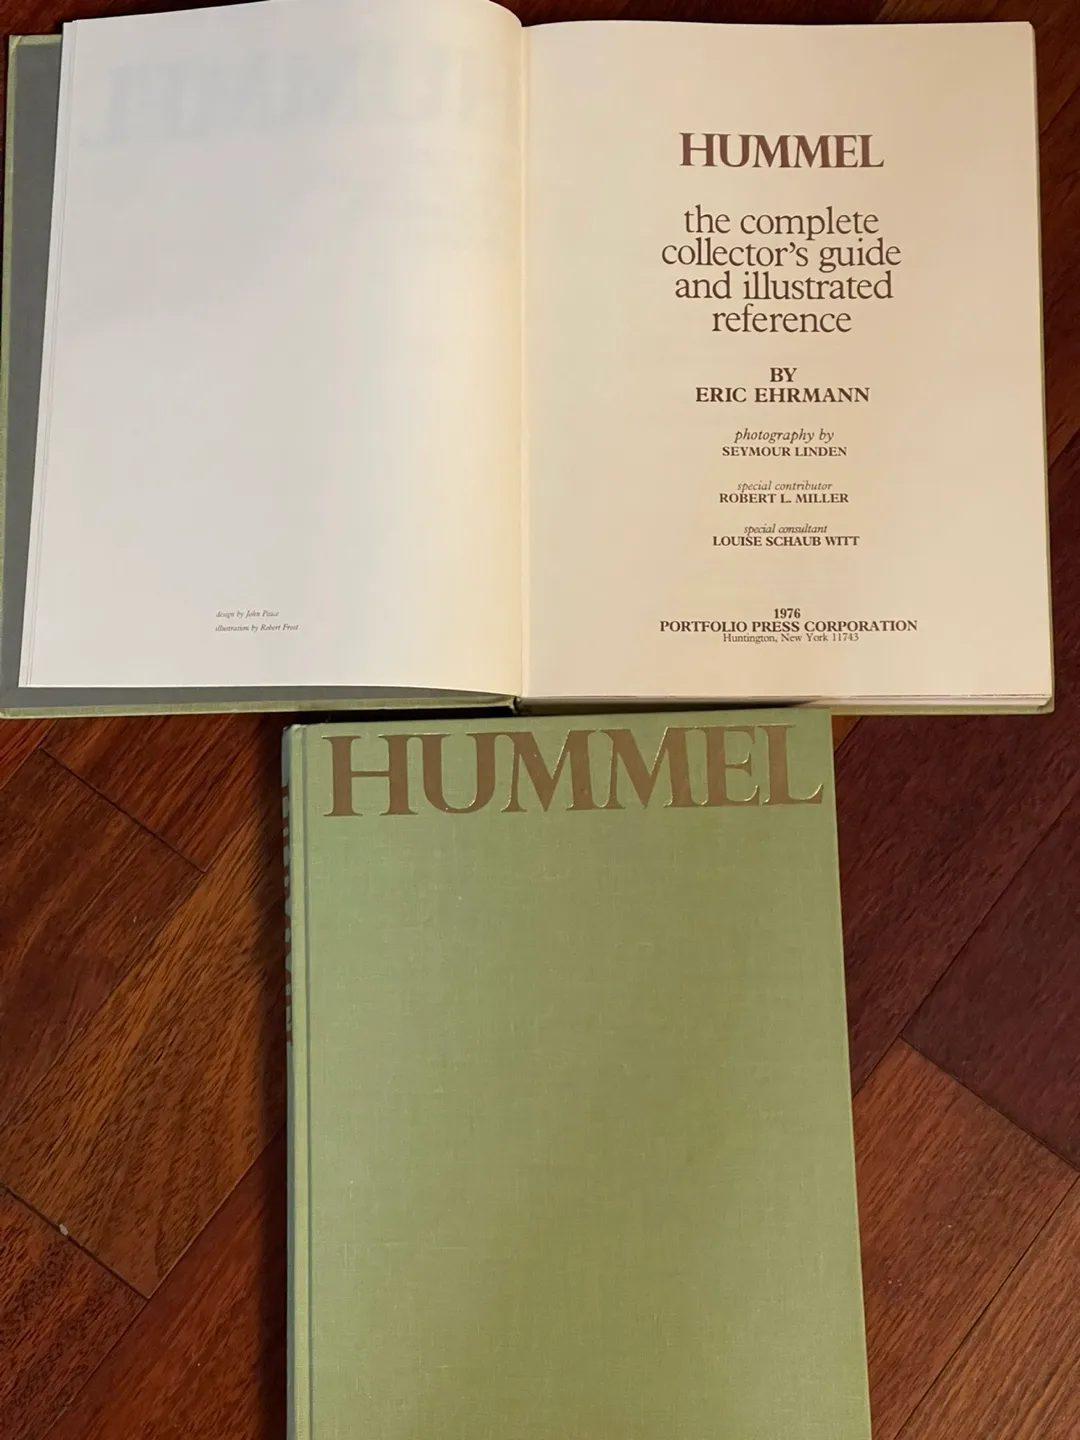 HUMMEL
the complete
collector's guide
and illustrated
reference
BY
ERIC EHRMANN
photography by
SEYMOUR LINDEN
special contributor
ROBERT L. MILLER
special consultant
LOUISE SCHAUB WITT
1976
PORTFOLIO PRESS CORPORATION
Huntington, New York 11743
design by John
illustration by Robert Frost
HUMMEL